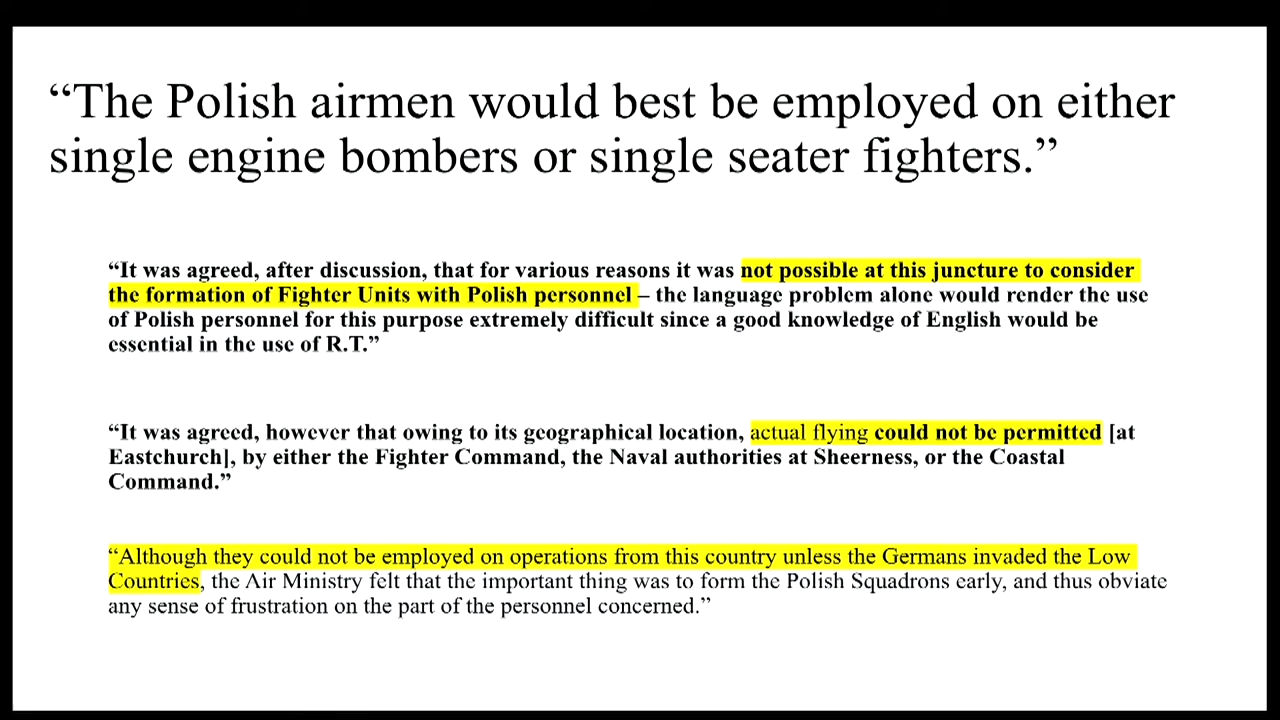 “The Polish airmen would best be employed on either
single engine bombers or single seater fighters.”
“It was agreed, after discussion, that for various reasons it was not possible at this juncture to consider
the formation of Fighter Units with Polish personnel – the language problem alone would render the use
of Polish personnel for this purpose extremely difficult since a good knowledge of English would be
essential in the use of R.T.”
“It was agreed, however that owing to its geographical location, actual flying could not be permitted [at
Eastchurch], by either the Fighter Command, the Naval authorities at Sheerness, or the Coastal
Command.”
“Although they could not be employed on operations from this country unless the Germans invaded the Low
Countries, the Air Ministry felt that the important thing was to form the Polish Squadrons early, and thus obviate
any sense of frustration on the part of the personnel concerned.”